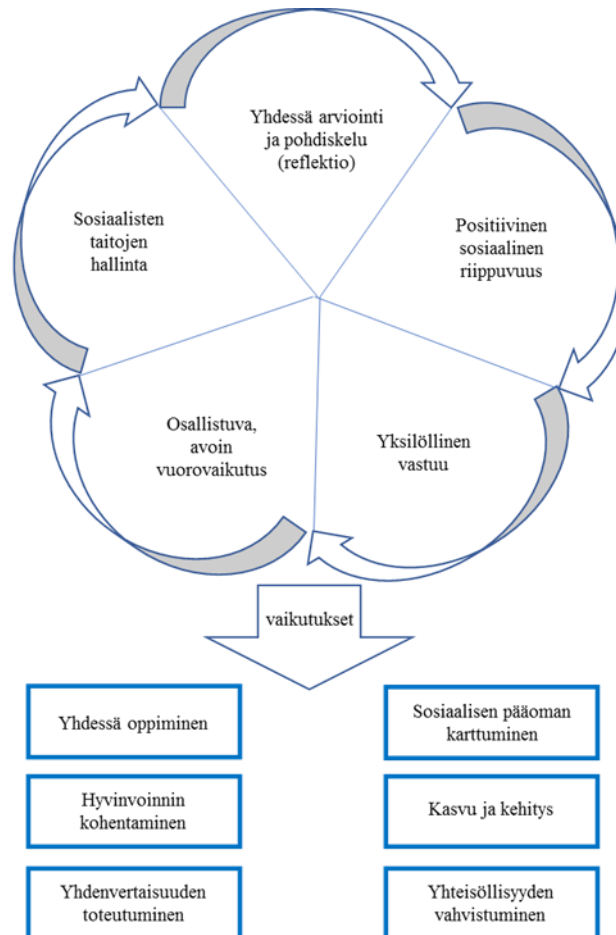 Yhdessä arviointi
ja pohdiskelu
(reflektio)
Sosiaalisten
taitojen
hallinta
Positiivinen
sosiaalinen
riippuvuus
Osallistuva,
avoin
vuorovaikutus
Yksilöllinen
vastuu
vaikutukset
Yhdessä oppiminen
Sosiaalisen pääoman
karttuminen
Hyvinvoinnin
kohentaminen
Kasvu ja kehitys
Yhdenvertaisuuden
toteutuminen
Yhteisöllisyyden
vahvistuminen